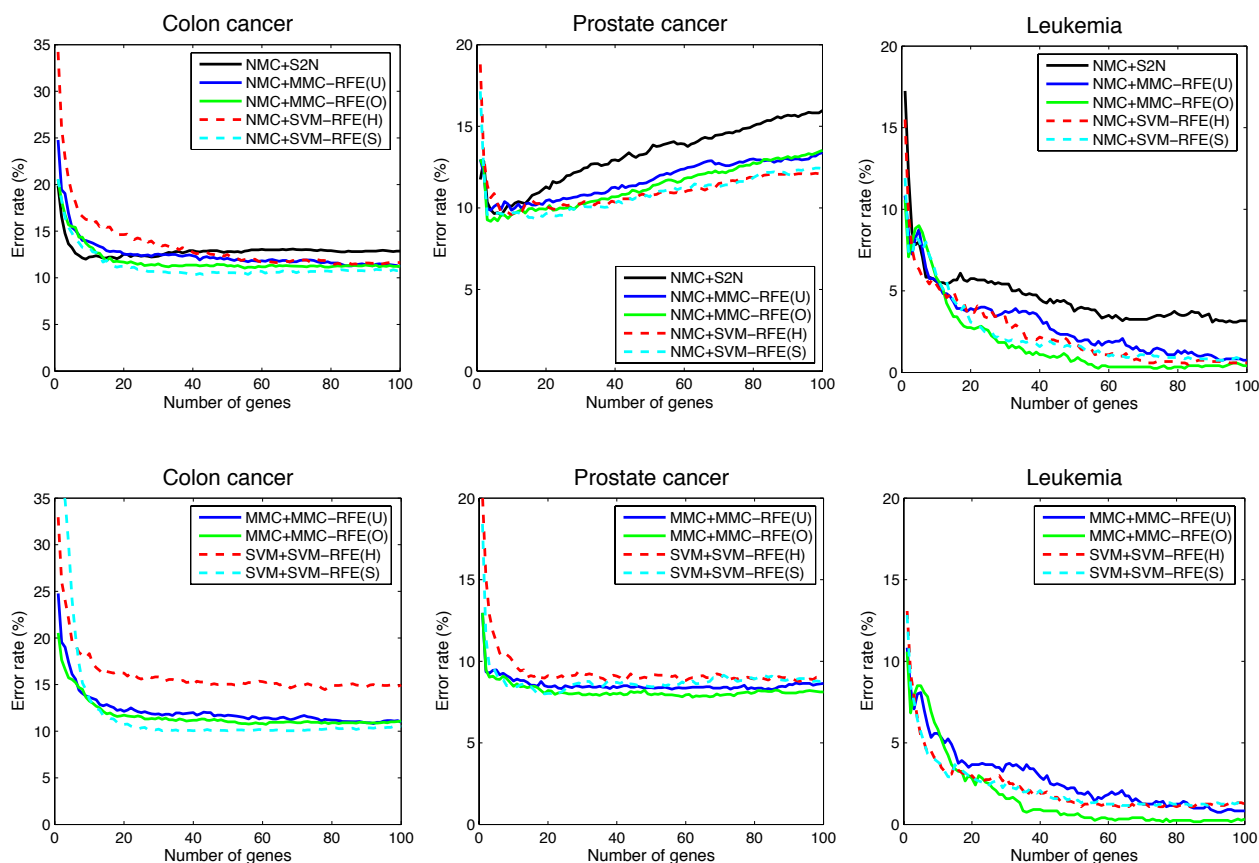 Colon cancer
Error rate (%)
35
30
25
20
15
10
5
0
NMC+S2N
NMC+MMC−RFE(U)
NMC+MMC−RFE(O)
NMC+SVM−RFE(H)
NMC+SVM−RFE(S)
0 20 40 60 80 100
Number of genes
Prostate cancer
Error rate (%)
20
15
10
5
0
NMC+S2N
NMC+MMC−RFE(U)
NMC+MMC−RFE(O)
NMC+SVM−RFE(H)
NMC+SVM−RFE(S)
0 20 40 60 80 100
Number of genes
Leukemia
Error rate (%)
20
15
10
5
0
NMC+S2N
NMC+MMC−RFE(U)
NMC+MMC−RFE(O)
NMC+SVM−RFE(H)
NMC+SVM−RFE(S)
0 20 40 60 80 100
Number of genes
Colon cancer
Error rate (%)
35
30
25
20
15
10
5
0
MMC+MMC−RFE(U)
MMC+MMC−RFE(O)
SVM+SVM−RFE(H)
SVM+SVM−RFE(S)
0 20 40 60 80 100
Number of genes
Prostate cancer
Error rate (%)
20
15
10
5
0
MMC+MMC−RFE(U)
MMC+MMC−RFE(O)
SVM+SVM−RFE(H)
SVM+SVM−RFE(S)
0 20 40 60 80 100
Number of genes
Leukemia
Error rate (%)
20
15
10
5
0
MMC+MMC−RFE(U)
MMC+MMC−RFE(O)
SVM+SVM−RFE(H)
SVM+SVM−RFE(S)
0 20 40 60 80 100
Number of genes